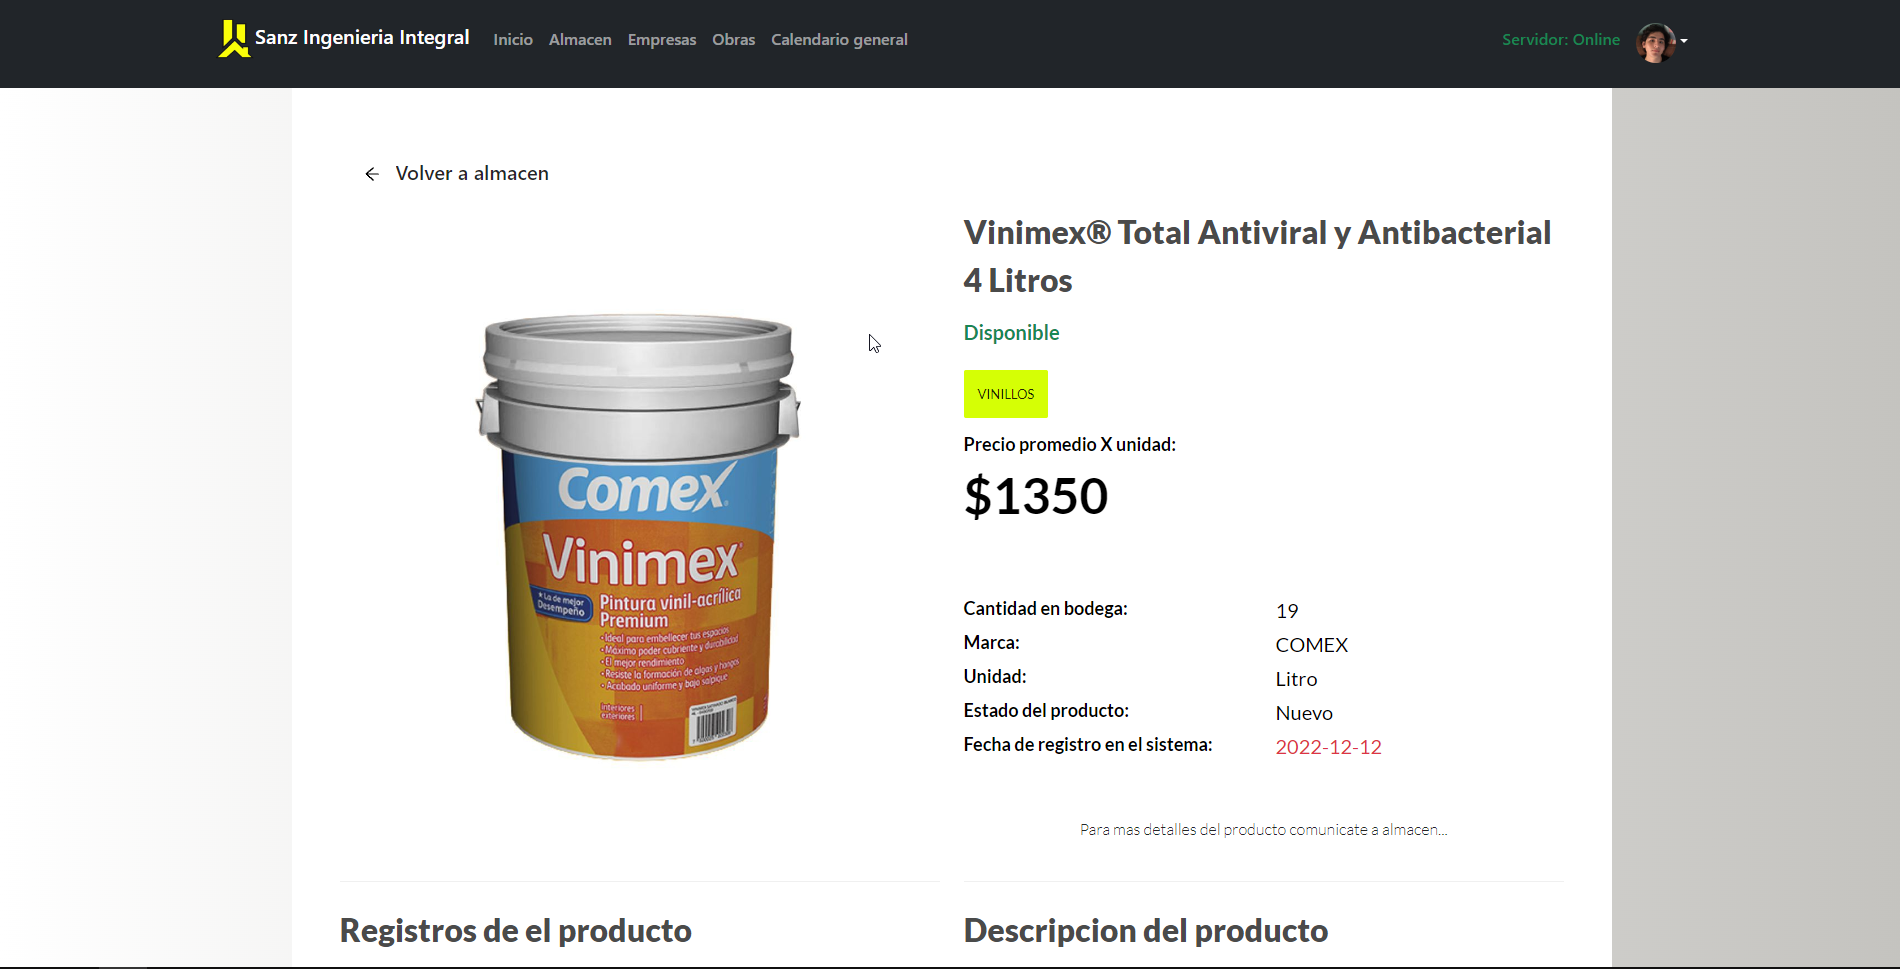 Sanz Ingenieria Integral
Inicio
Almacen
Empresas
Obras
Calendario general
Servidor: Online
Volver a almacen
Vinimex® Total Antiviral y Antibacterial
4 Litros
Disponible
VINILLOS
Precio promedio X unidad:
$1350
Comex
Vinimex
La de mejor
Desempeño
Pintura vinil-acrílica
Premium
• Ideal para embellecer tus espacios
• Máximo poder cubriente y durabilidad
• El mejor rendimiento
• Resiste la formación de algas y hongos
• Acabado uniforme y bajo salpique
interiores
exteriores
Cantidad en bodega: 19
Marca: COMEX
Unidad: Litro
Estado del producto: Nuevo
Fecha de registro en el sistema: 2022-12-12
Para mas detalles del producto comunicate a almacen...
Registros de el producto
Descripcion del producto